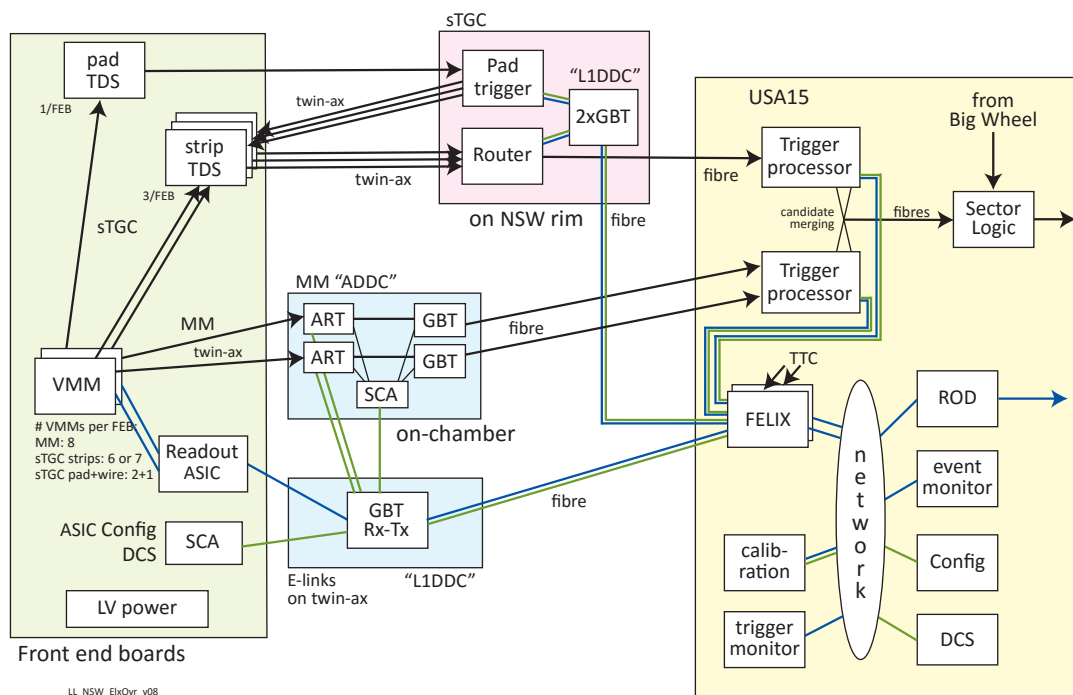 sTGC
pad
TDS
1/FEB
twin-ax
Pad
trigger
"L1DDC"
2xGBT
strip
TDS
3/FEB
twin-ax
Router
on NSW rim
sTGC
fibre
fibre
USA15
from
Big Wheel
Trigger
processor
candidate
merging
fibres
Sector
Logic
Trigger
processor
MM "ADDC"
MM
twin-ax
ART
GBT
ART
GBT
SCA
fibre
on-chamber
VMM
# VMMs per FEB:
MM: 8
sTGC strips: 6 or 7
sTGC pad+wire: 2+1
Readout
ASIC
ASIC Config
DCS
SCA
LV power
Front end boards
GBT
Rx-Tx
fibre
E-links
on twin-ax
"L1DDC"
TTC
FELIX
network
ROD
event
monitor
calib-
ration
Config
trigger
monitor
DCS
LL_NSW_ElxOvr_v08